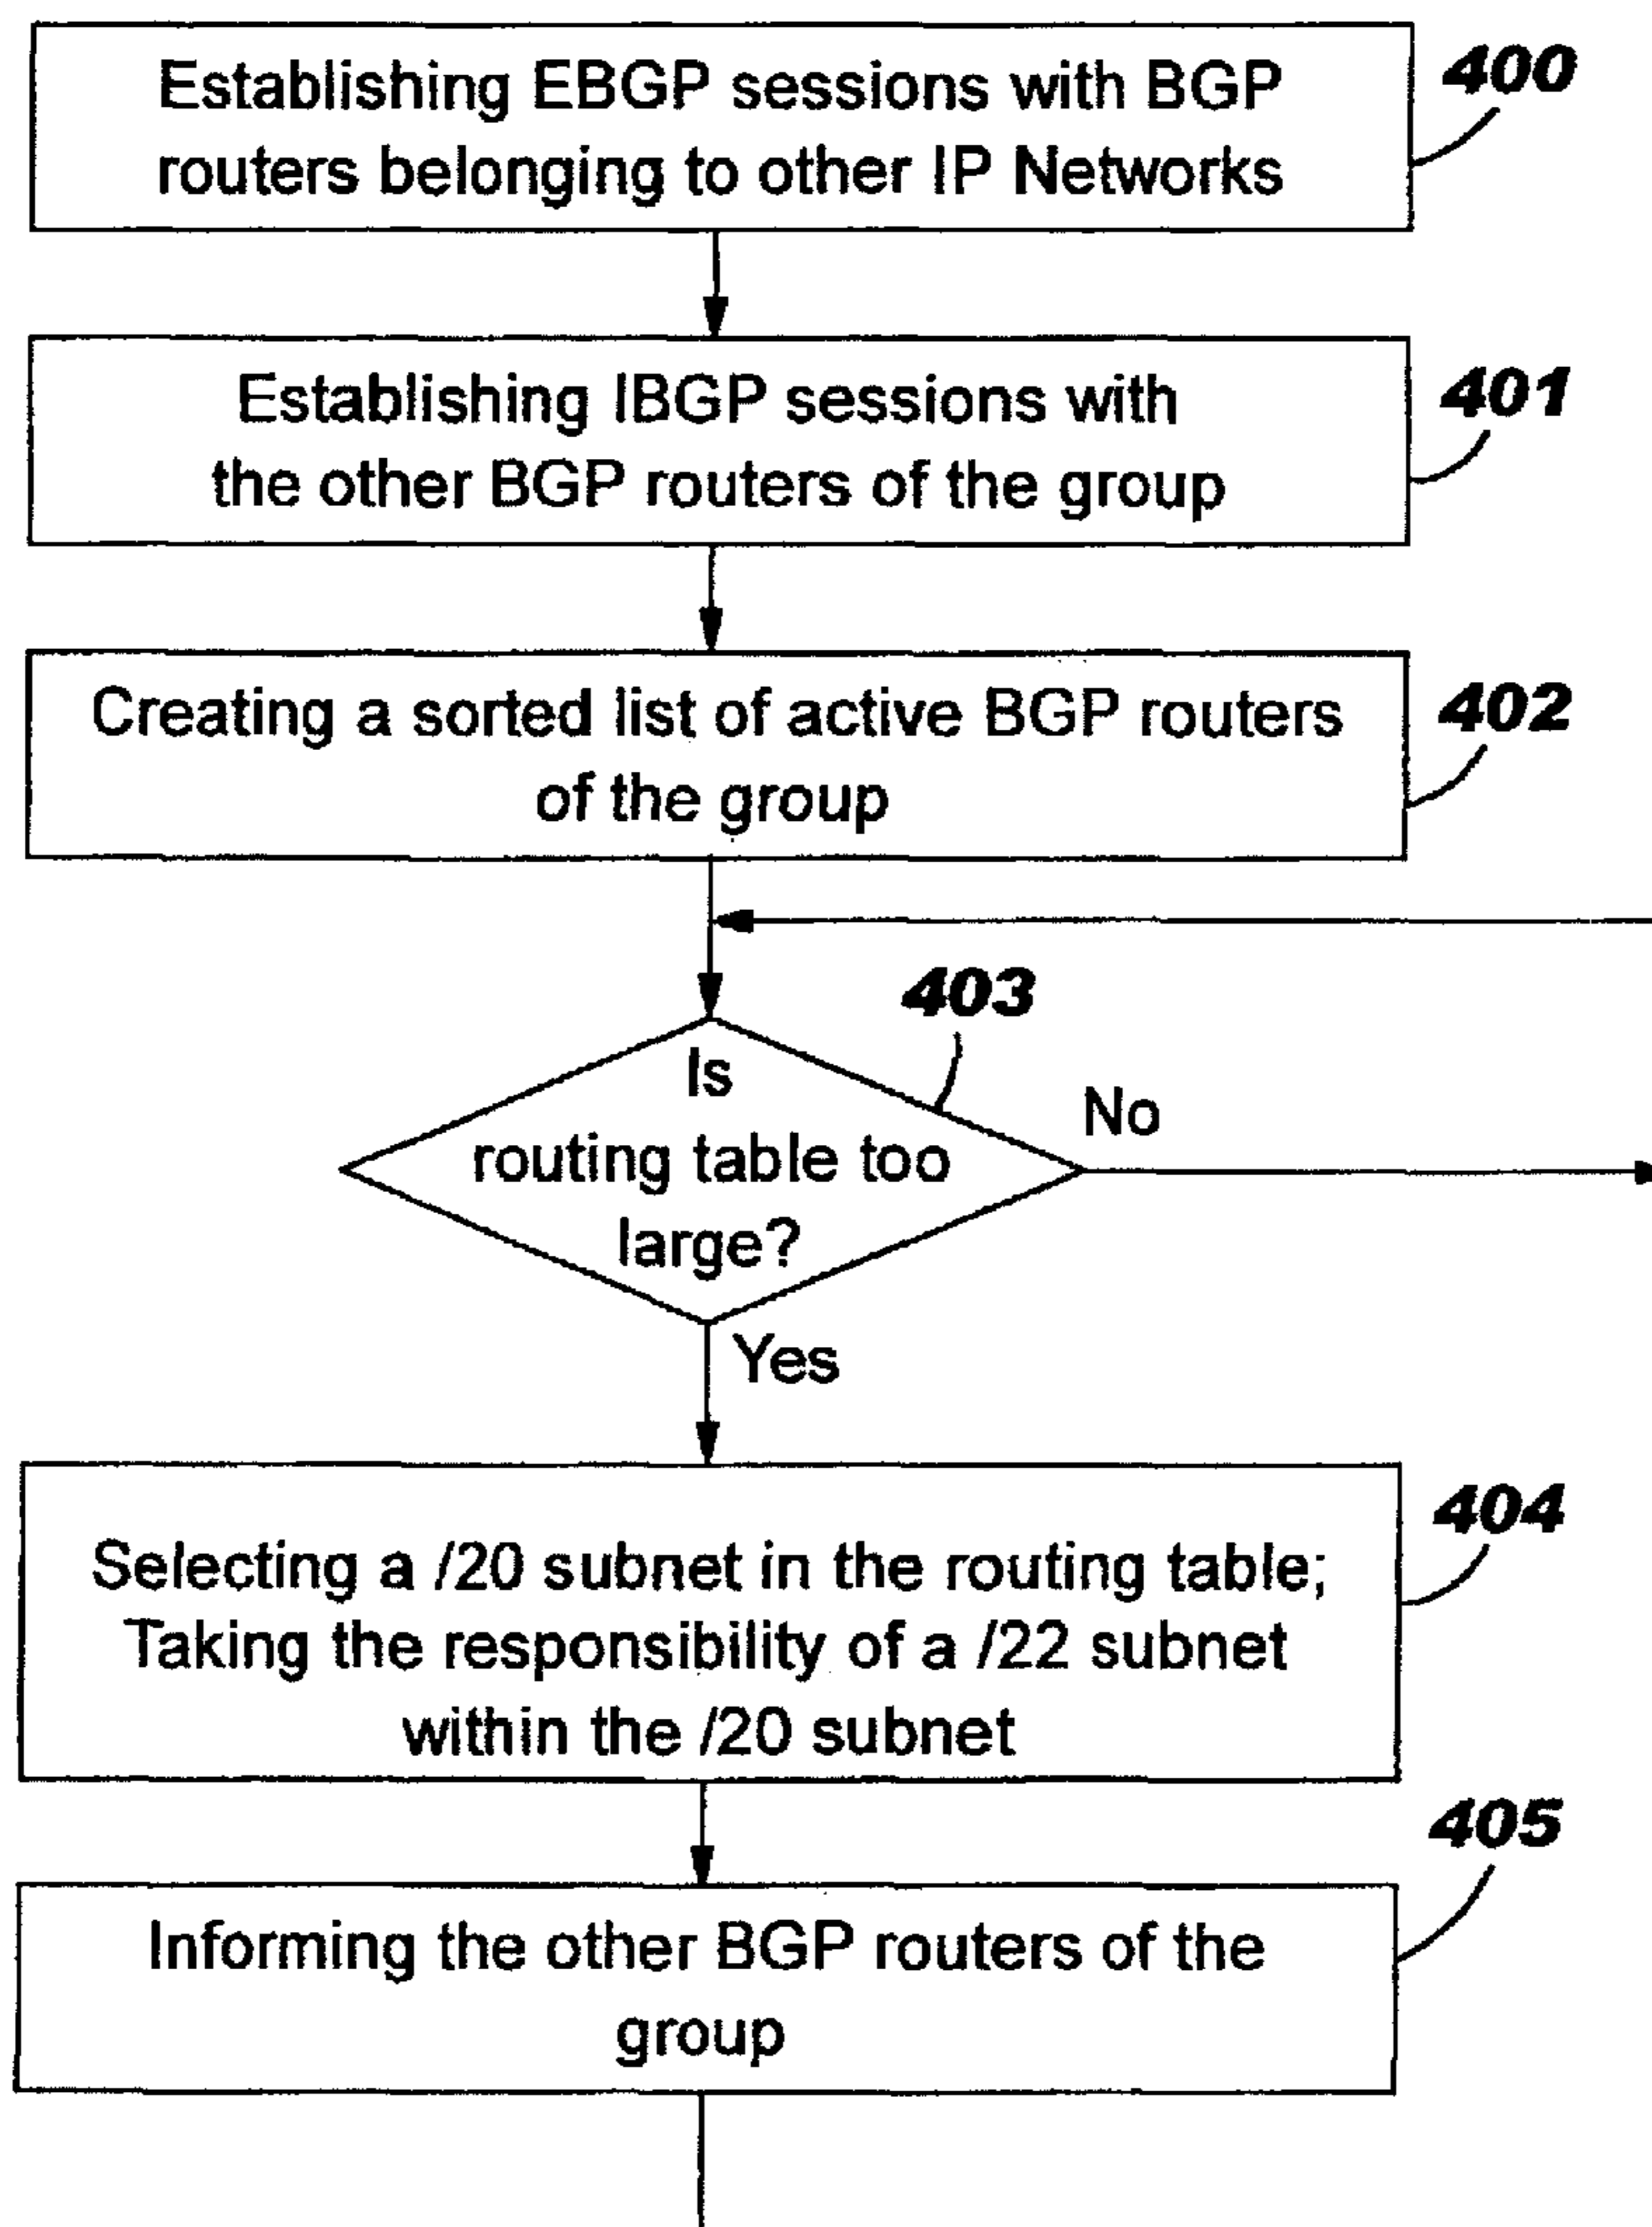 Establishing EBGP sessions with BGP
routers belonging to other IP Networks
400
Establishing IBGP sessions with
the other BGP routers of the group
401
Creating a sorted list of active BGP routers
of the group
402
403
Is
routing table too
large?
No
Yes
Selecting a /20 subnet in the routing table;
Taking the responsibility of a /22 subnet
within the /20 subnet
404
Informing the other BGP routers of the
group
405